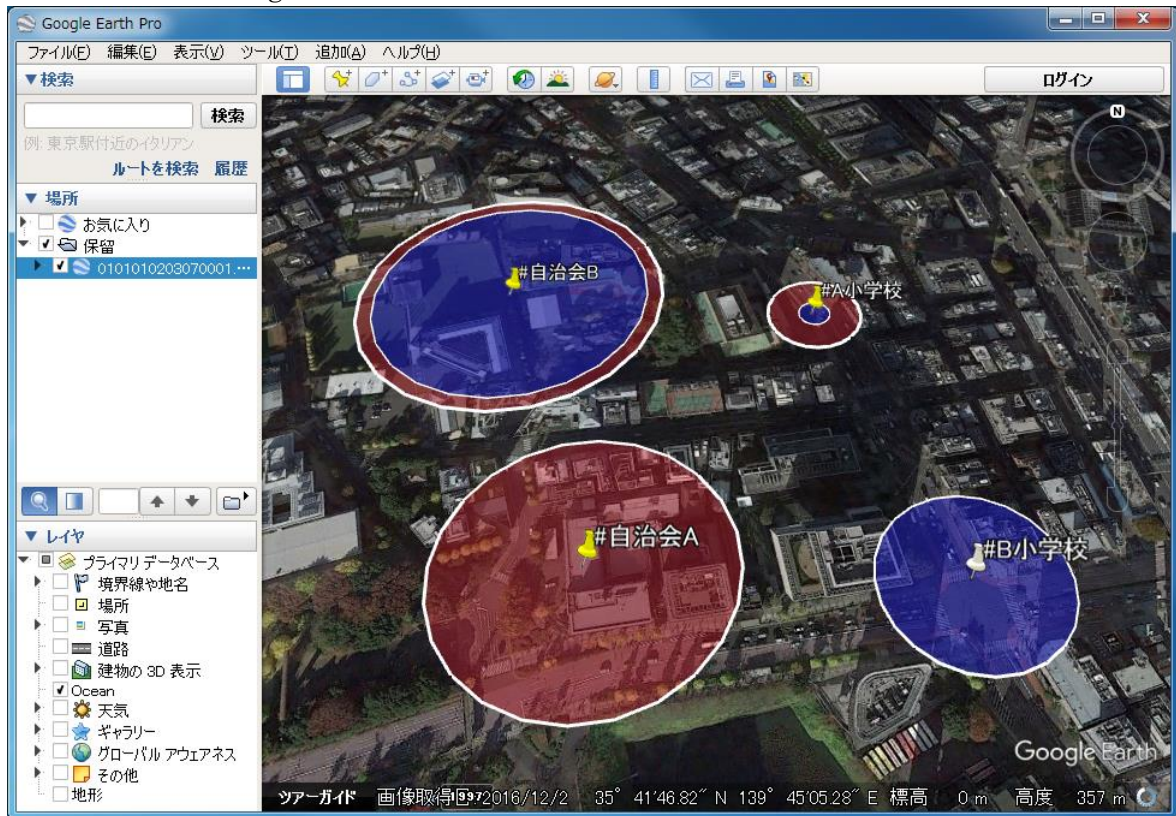 Google Earth Pro
ファイル(F) 編集(E) 表示(V) ツール(T) 追加(A) ヘルプ(H)
▼検索
ログイン
検索
例: 東京駅付近のイタリアン
ルートを検索 履歴
▼ 場所
お気に入り
保留
0101010203070001.…
▼ レイヤ
プライマリ データベース
境界線や地名
場所
写真
道路
建物の 3D 表示
Ocean
天気
ギャラリー
グローバル アウェアネス
その他
地形
N
#自治会B
#A小学校
#自治会A
#B小学校
Google Earth
ツアーガイド 1997 画像取得日: 2016/12/2 35° 41'46.82" N 139° 45'05.28" E 標高 0 m 高度 357 m